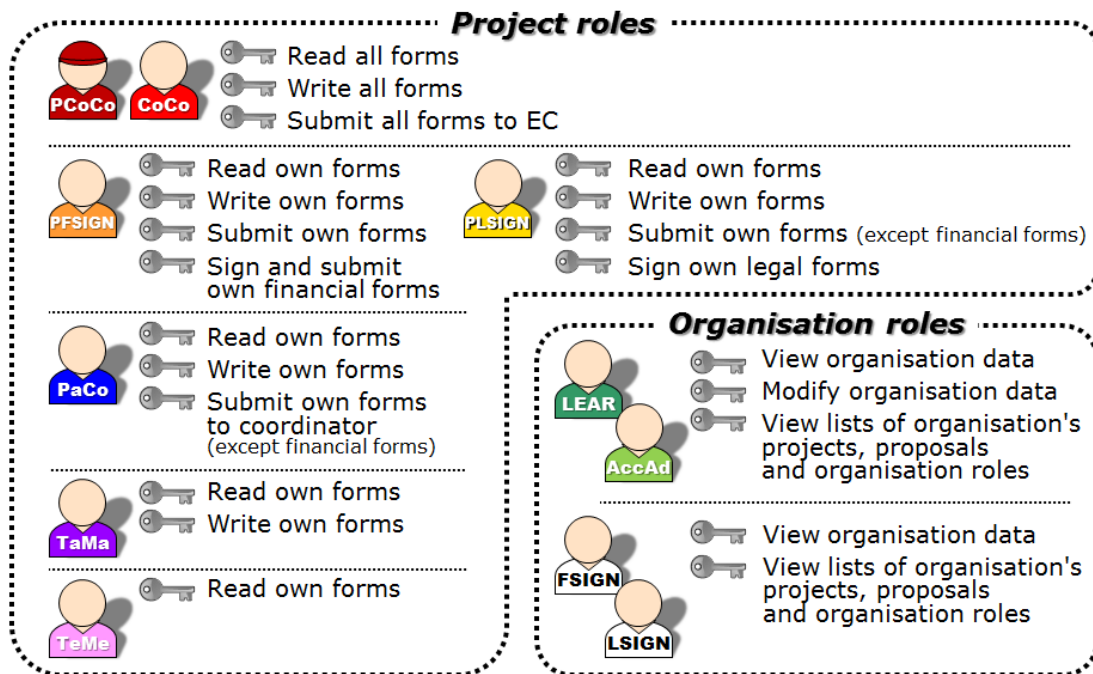 Project roles
PCoCo
CoCo
Read all forms
Write all forms
Submit all forms to EC
PFSIGN
Read own forms
Write own forms
Submit own forms
Sign and submit
own financial forms
PLSIGN
Read own forms
Write own forms
Submit own forms (except financial forms)
Sign own legal forms
PaCo
Read own forms
Write own forms
Submit own forms
to coordinator
(except financial forms)
TaMa
Read own forms
Write own forms
TeMe
Read own forms
Organisation roles
LEAR
AccAd
View organisation data
Modify organisation data
View lists of organisation's
projects, proposals
and organisation roles
FSIGN
LSIGN
View organisation data
View lists of organisation's
projects, proposals
and organisation roles